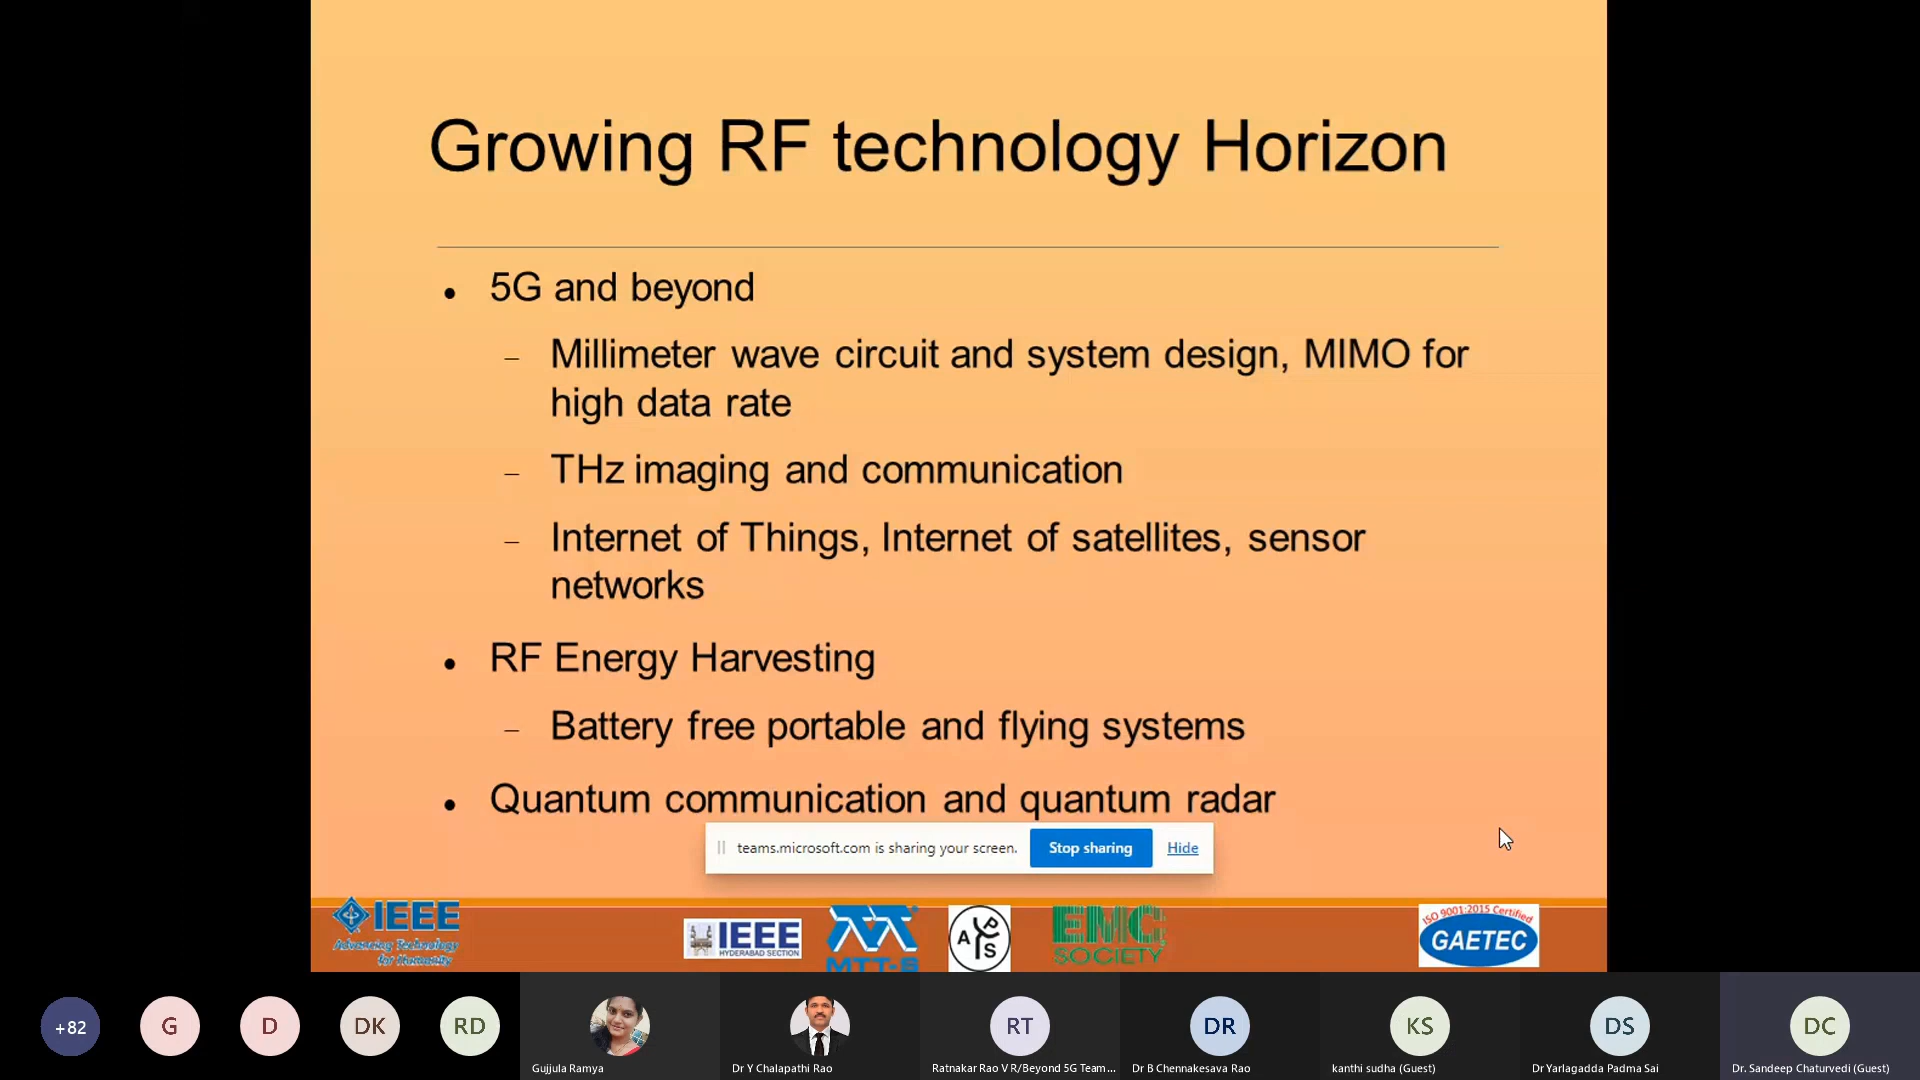 Growing RF technology Horizon
• 5G and beyond
– Millimeter wave circuit and system design, MIMO for
high data rate
– THz imaging and communication
– Internet of Things, Internet of satellites, sensor
networks
• RF Energy Harvesting
– Battery free portable and flying systems
• Quantum communication and quantum radar
teams.microsoft.com is sharing your screen. Stop sharing Hide
IEEE
Advancing Technology
for Humanity
IEEE
HYDERABAD SECTION
MTT-S
A P S
EMC
SOCIETY
ISO 9001:2015 Certified
GAETEC
+82
G
D
DK
RD
RT
DR
KS
DS
DC
Gujjula Ramya
Dr Y Chalapathi Rao
Ratnakar Rao V R/Beyond 5G Team...
Dr B Chennakesava Rao
kanthi sudha (Guest)
Dr Yarlagadda Padma Sai
Dr. Sandeep Chaturvedi (Guest)